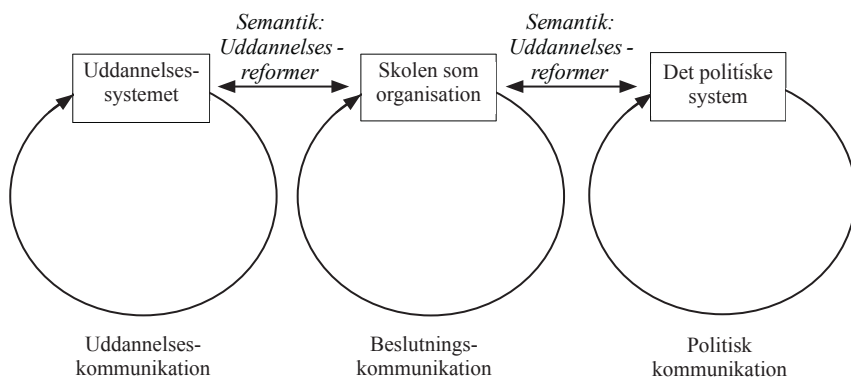 Semantik:
Uddannelses -
reformer
Semantik:
Uddannelses -
reformer
Uddannelses-
systemet
Skolen som
organisation
Det politiske
system
Uddannelses-
kommunikation
Beslutnings-
kommunikation
Politisk
kommunikation